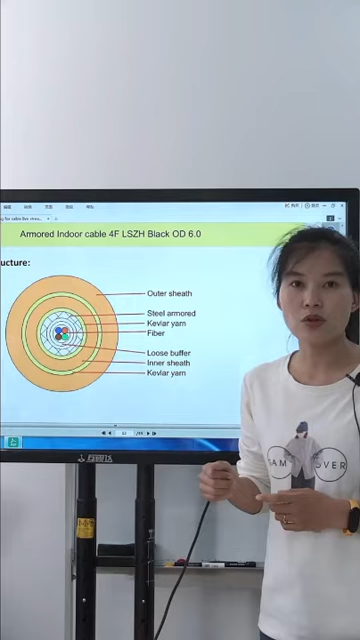 Armored Indoor cable 4F LSZH Black OD 6.0
ucture:
Outer sheath
Steel armored
Kevlar yarn
Fiber
Loose buffer
Inner sheath
Kevlar yarn
OVER